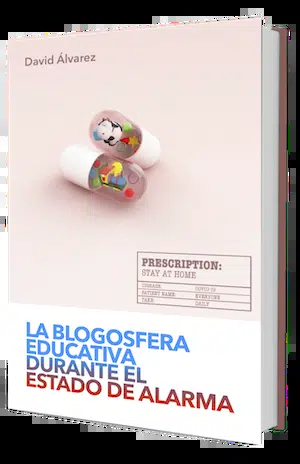 David Álvarez
PRESCRIPTION:
STAY AT HOME
DISEASE COVID-19
PATIENT NAME EVERYONE
TAKE DAILY
LA BLOGOSFERA
EDUCATIVA
DURANTE EL
ESTADO DE ALARMA